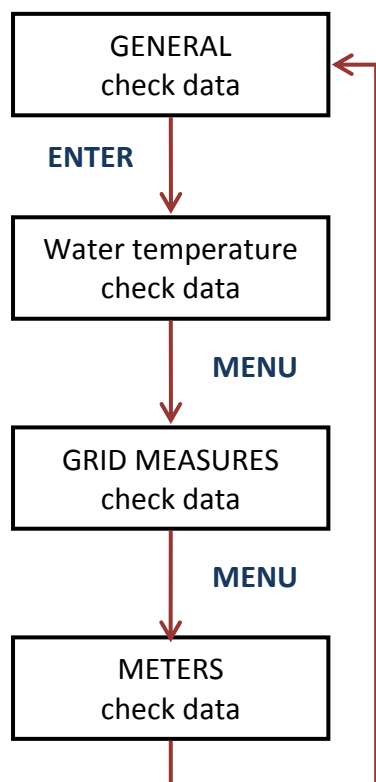 GENERAL
check data
ENTER
Water temperature
check data
MENU
GRID MEASURES
check data
MENU
METERS
check data